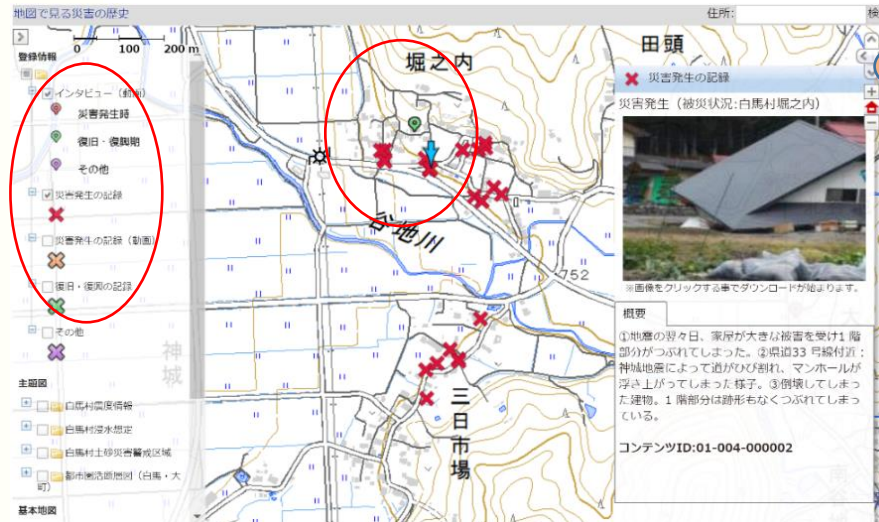 地図で見る災害の歴史
住所:
検
0 100 200 m
登録情報
インタビュー（動画）
災害発生時
復旧・復興期
その他
災害発生の記録
災害発生の記録（動画）
復旧・復興の記録
その他
主題図
白馬村震度情報
白馬村浸水想定
白馬村土砂災害警戒区域
都市圏活断層図（白馬・大
町）
基本地図
堀之内
田頭
谷地川
752
神城
三日市場
災害発生の記録
災害発生（被災状況:白馬村堀之内）
※画像をクリックする事でダウンロードが始まります。
概要
①地震の翌々日、家屋が大きな被害を受け1 階
部分がつぶれてしまった。②県道33 号線付近：
神城地震によって道がひび割れ、マンホールが
浮き上がってしまった様子。③倒壊してしまっ
た建物。1 階部分は跡形もなくつぶれてしまっ
ている。
コンテンツID:01-004-000002